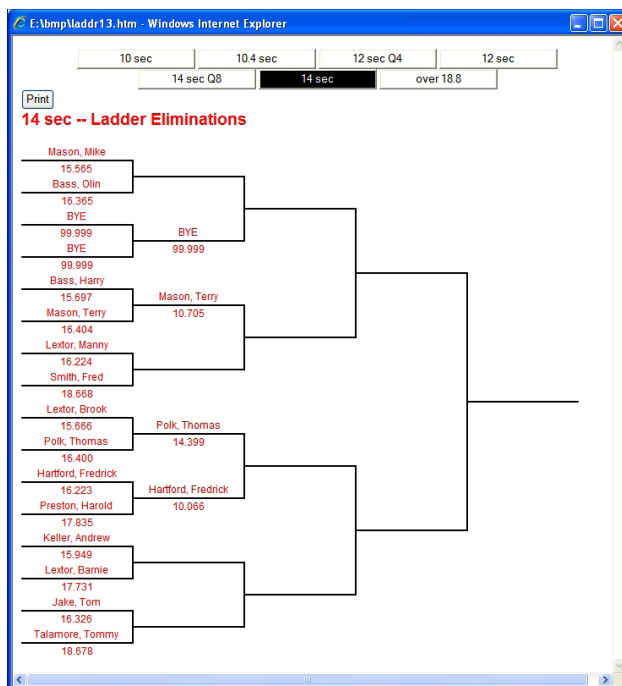 E:\bmp\laddr13.htm - Windows Internet Explorer
10 sec 10.4 sec 12 sec Q4 12 sec
14 sec Q8 14 sec over 18.8
Print
14 sec -- Ladder Eliminations
Mason, Mike
15.565
Bass, Olin
16.365
BYE
99.999
BYE
99.999
Bass, Harry
15.697
Mason, Terry
16.404
Lextor, Manny
16.224
Smith, Fred
18.668
Lextor, Brook
15.666
Polk, Thomas
16.400
Hartford, Fredrick
16.223
Preston, Harold
17.835
Keller, Andrew
15.949
Lextor, Barnie
17.731
Jake, Tom
16.326
Talamore, Tommy
18.678
BYE
99.999
Mason, Terry
10.705
Polk, Thomas
14.399
Hartford, Fredrick
10.066